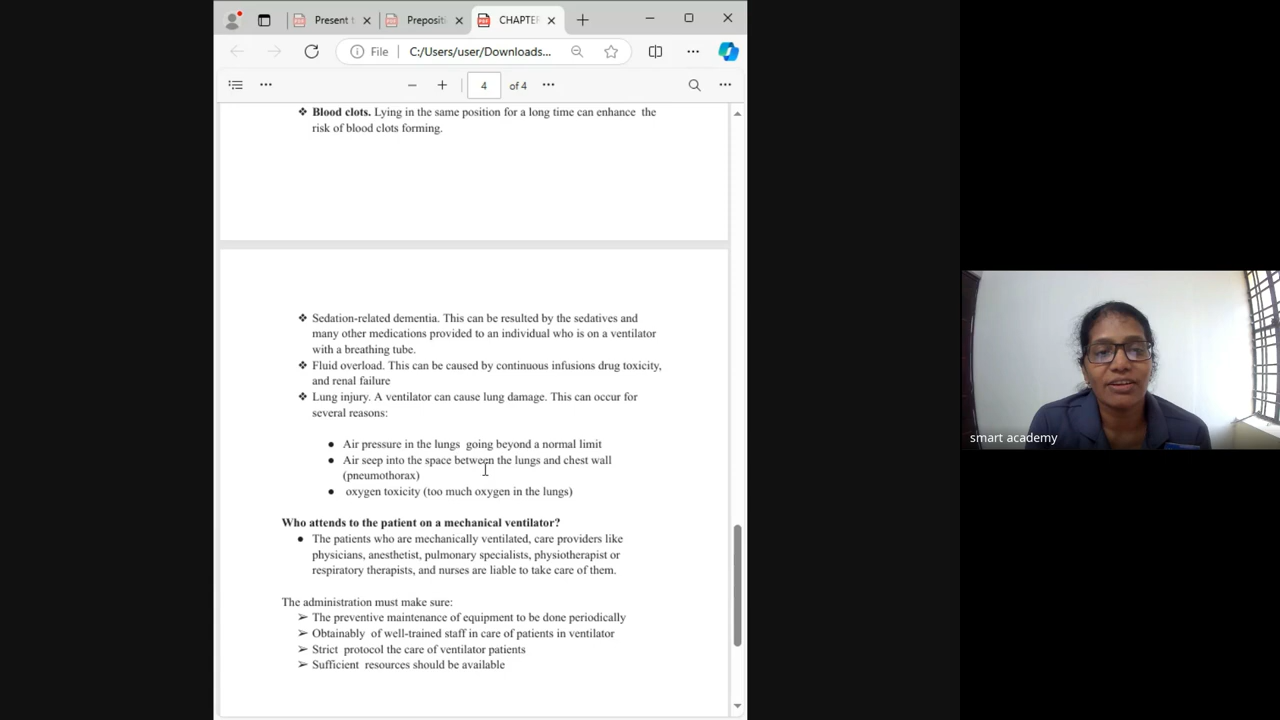 Present t
Prepositi
CHAPTER
File
C:/Users/user/Downloads...
4
of 4
❖ Blood clots. Lying in the same position for a long time can enhance the
risk of blood clots forming.
❖ Sedation-related dementia. This can be resulted by the sedatives and
many other medications provided to an individual who is on a ventilator
with a breathing tube.
❖ Fluid overload. This can be caused by continuous infusions drug toxicity,
and renal failure
❖ Lung injury. A ventilator can cause lung damage. This can occur for
several reasons:
● Air pressure in the lungs going beyond a normal limit
● Air seep into the space between the lungs and chest wall
(pneumothorax)
● oxygen toxicity (too much oxygen in the lungs)
Who attends to the patient on a mechanical ventilator?
● The patients who are mechanically ventilated, care providers like
physicians, anesthetist, pulmonary specialists, physiotherapist or
respiratory therapists, and nurses are liable to take care of them.
The administration must make sure:
➢ The preventive maintenance of equipment to be done periodically
➢ Obtainably of well-trained staff in care of patients in ventilator
➢ Strict protocol the care of ventilator patients
➢ Sufficient resources should be available
smart academy